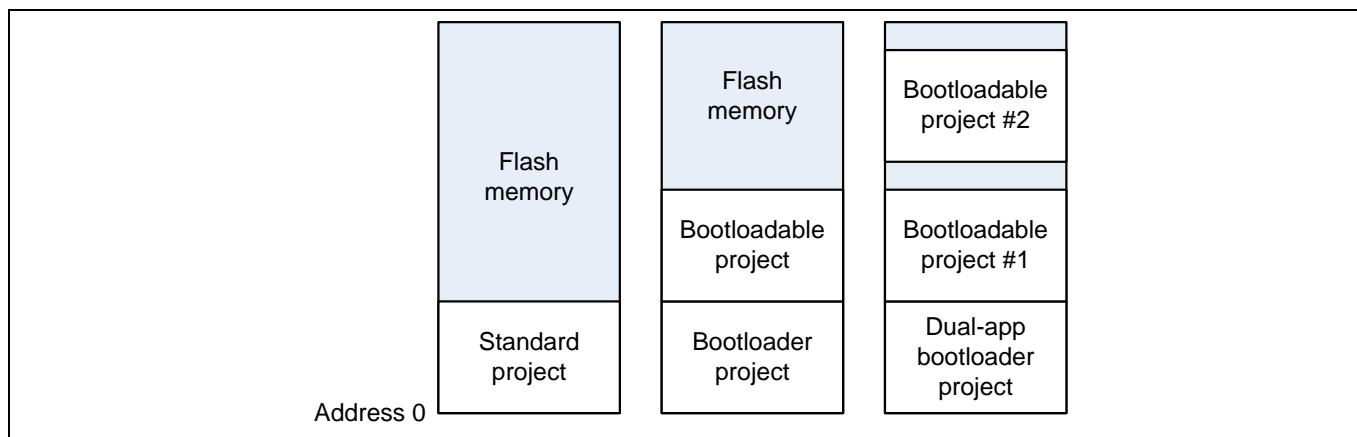 Flash
memory
Standard
project
Address 0
Flash
memory
Bootloadable
project
Bootloader
project
Bootloadable
project #2
Bootloadable
project #1
Dual-app
bootloader
project